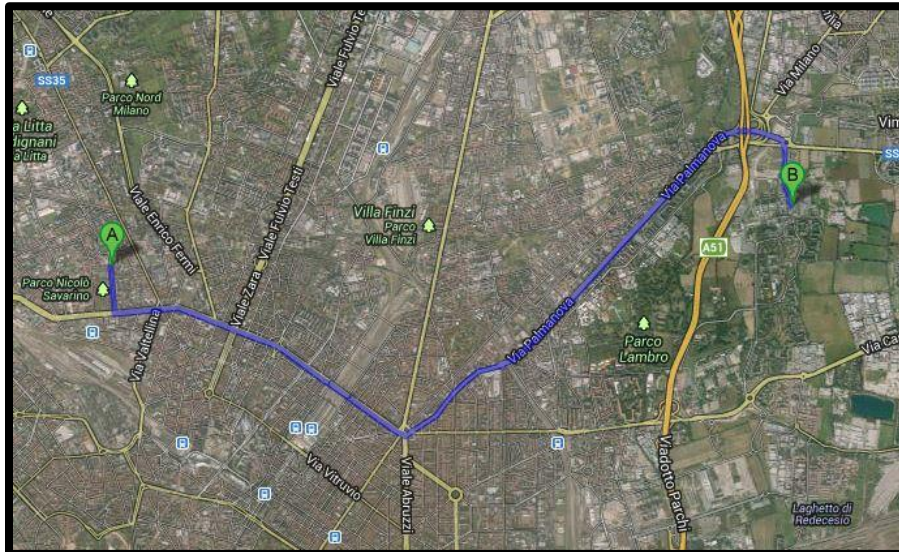 SS35
Parco Nord
Milano
a Litta
dignani
a Litta
Viale Fulvio Testi
Via Milano
Vim
SS
Via Palmanova
B
Villa Finzi
Parco
Villa Finzi
Viale Enrico Fermi
Viale Fulvio Testi
A
A51
Parco Nicolò
Savarino
Viale Zara
Via Palmanova
Parco
Lambro
Via Valtellina
Via Ca
Via Vitruvio
Viale Abruzzi
Viadotto Parchi
Laghetto di
Redecesio